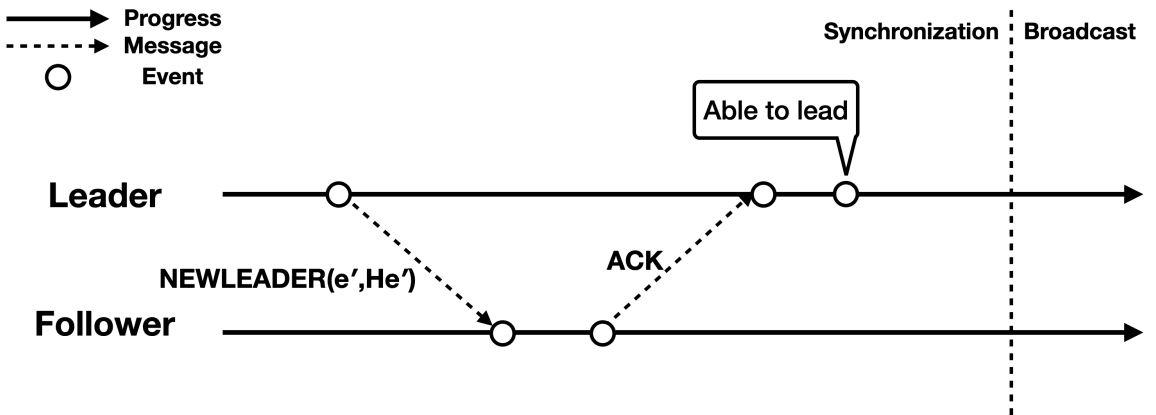 Progress
Message
Event
Synchronization
Broadcast
Able to lead
Leader
NEWLEADER(e′,He′)
ACK
Follower